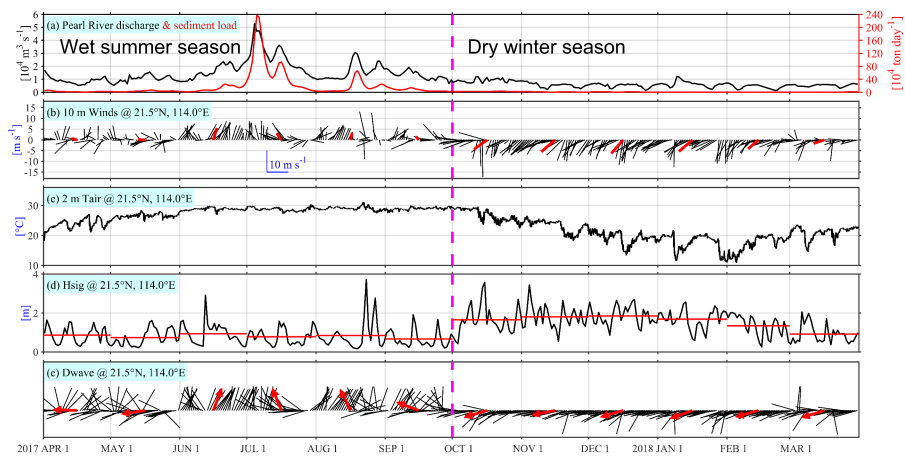 (a) Pearl River discharge & sediment load
Wet summer season
Dry winter season
[10⁴ m³ s⁻¹]
6
5
4
3
2
1
0
240
200
160
120
80
40
0
[10⁴ ton day⁻¹]
(b) 10 m Winds @ 21.5°N, 114.0°E
[m s⁻¹]
15
10
5
0
-5
-10
-15
10 m s⁻¹
(c) 2 m Tair @ 21.5°N, 114.0°E
[°C]
40
30
20
10
(d) Hsig @ 21.5°N, 114.0°E
[m]
4
2
0
(e) Dwave @ 21.5°N, 114.0°E
2017 APR 1 MAY 1 JUN 1 JUL 1 AUG 1 SEP 1 OCT 1 NOV 1 DEC 1 2018 JAN 1 FEB 1 MAR 1